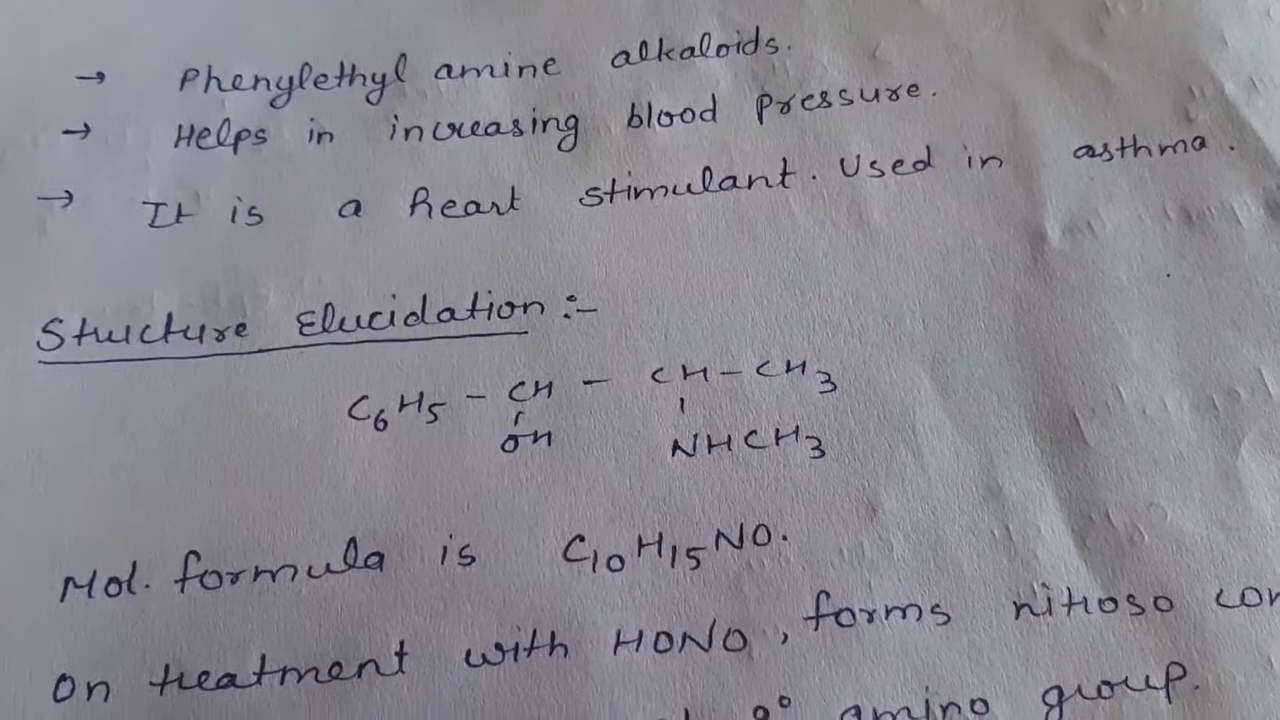 → Phenylethyl amine alkaloids.
→ Helps in increasing blood pressure.
→ It is a heart stimulant. Used in asthma.
Structure Elucidation :-
C6H5 - CH - CH - CH3
OH NHCH3
Mol. formula is C10H15NO.
On treatment with HONO, forms nitroso
2° amino group.